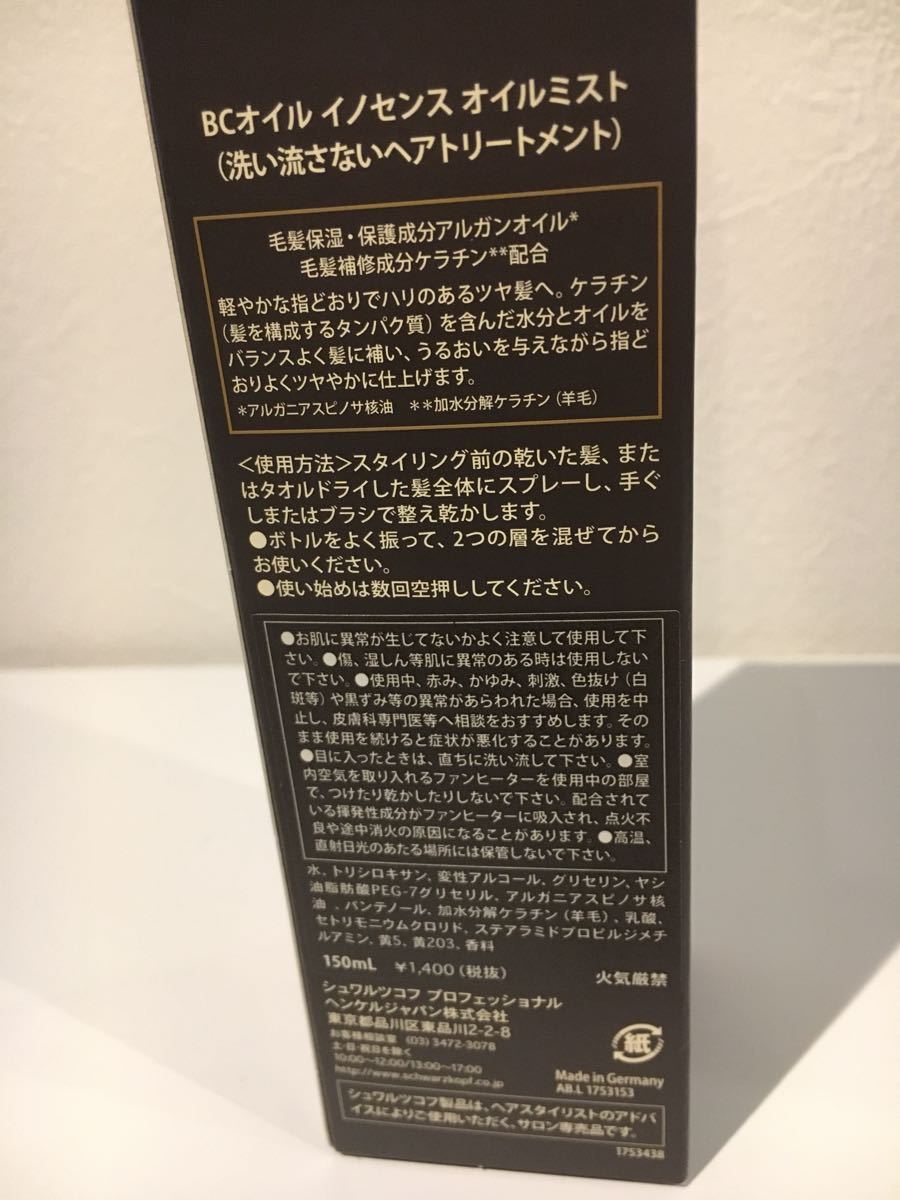 BCオイル イノセンス オイルミスト
（洗い流さないヘアトリートメント）
毛髪保湿・保護成分アルガンオイル*
毛髪補修成分ケラチン**配合
軽やかな指どおりでハリのあるツヤ髪へ。ケラチン
（髪を構成するタンパク質）を含んだ水分とオイルを
バランスよく髪に補い、うるおいを与えながら指ど
おりよくツヤやかに仕上げます。
*アルガニアスピノサ核油 **加水分解ケラチン（羊毛）
＜使用方法＞スタイリング前の乾いた髪、また
はタオルドライした髪全体にスプレーし、手ぐ
しまたはブラシで整え乾かします。
●ボトルをよく振って、2つの層を混ぜてから
お使いください。
●使い始めは数回空押ししてください。
●お肌に異常が生じてないかよく注意して使用して下
さい。●傷、湿しん等肌に異常のある時は使用しない
で下さい。●使用中、赤み、かゆみ、刺激、色抜け（白
斑等）や黒ずみ等の異常があらわれた場合、使用を中
止し、皮膚科専門医等へ相談をおすすめします。その
まま使用を続けると症状が悪化することがあります。
●目に入ったときは、直ちに洗い流して下さい。●室
内空気を取り入れるファンヒーターを使用中の部屋
で、つけたり乾かしたりしないで下さい。配合されて
いる揮発性成分がファンヒーターに吸入され、点火不
良や途中消火の原因になることがあります。●高温、
直射日光のあたる場所には保管しないで下さい。
水、トリシロキサン、変性アルコール、グリセリン、ヤシ
油脂肪酸PEG-7グリセリル、アルガニアスピノサ核
油 、パンテノール、加水分解ケラチン（羊毛）、乳酸、
セトリモニウムクロリド、ステアラミドプロピルジメチ
ルアミン、黄5、黄203、香料
150mL ¥1,400（税抜） 火気厳禁
シュワルツコフ プロフェッショナル
ヘンケルジャパン株式会社
東京都品川区東品川2-2-8
お客様相談室 (03) 3472-3078
土・日・祝日を除く
10:00〜12:00/13:00〜17:00
http://www.schwarzkopf.co.jp
紙
Made in Germany
AB.L 1753153
シュワルツコフ製品は、ヘアスタイリストのアドバ
イスによりご使用いただく、サロン専売品です。
1753438